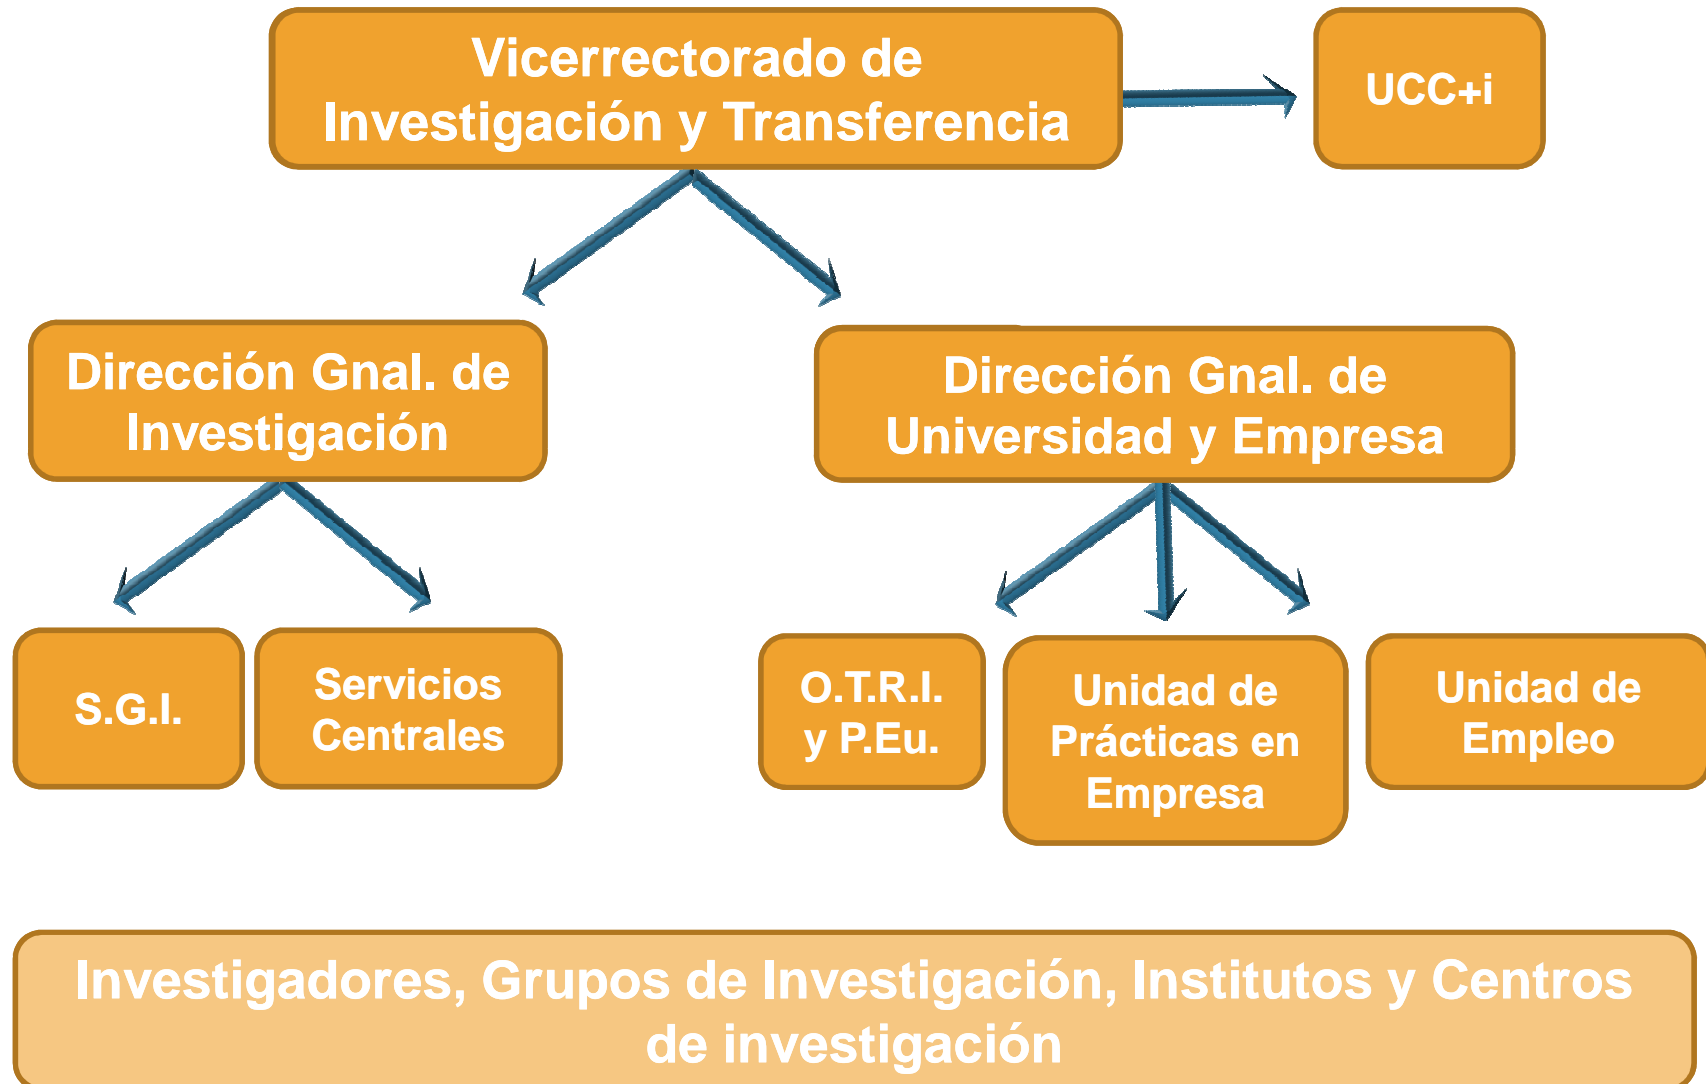 Vicerrectorado de
Investigación y Transferencia
UCC+i
Dirección Gnal. de
Investigación
Dirección Gnal. de
Universidad y Empresa
S.G.I.
Servicios
Centrales
O.T.R.I.
y P.Eu.
Unidad de
Prácticas en
Empresa
Unidad de
Empleo
Investigadores, Grupos de Investigación, Institutos y Centros
de investigación